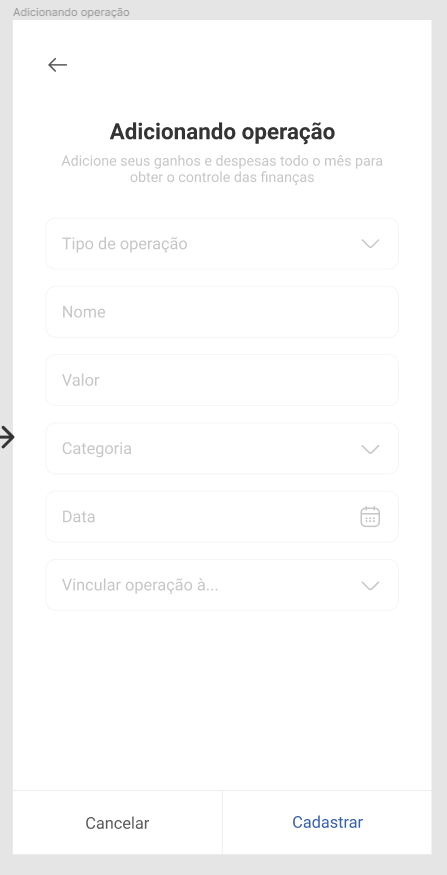 Adicionando operação
Adicionando operação
Adicione seus ganhos e despesas todo o mês para
obter o controle das finanças
Tipo de operação
Nome
Valor
Categoria
Data
Vincular operação à...
Cancelar
Cadastrar